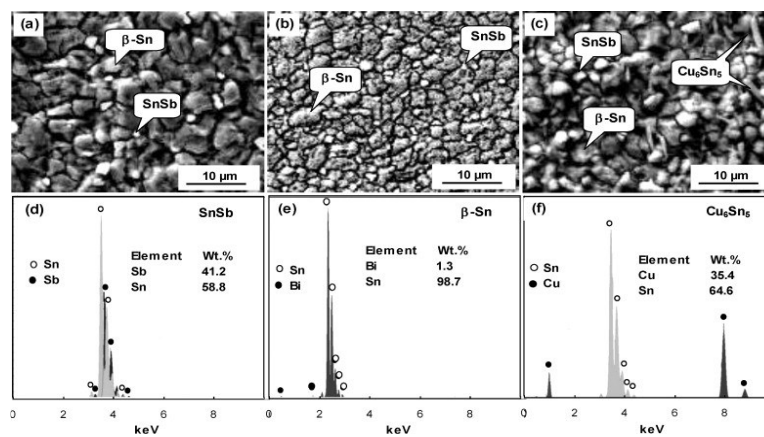 (a)
β-Sn
SnSb
10 μm
(b)
SnSb
β-Sn
10 μm
(c)
SnSb
Cu6Sn5
β-Sn
10 μm
(d)
SnSb
Sn
Sb
Element Wt.%
Sb 41.2
Sn 58.8
0 2 4 6 8
keV
(e)
β-Sn
Sn
Bi
Element Wt.%
Bi 1.3
Sn 98.7
0 2 4 6 8
keV
(f)
Cu6Sn5
Sn
Cu
Element Wt.%
Cu 35.4
Sn 64.6
0 2 4 6 8
keV